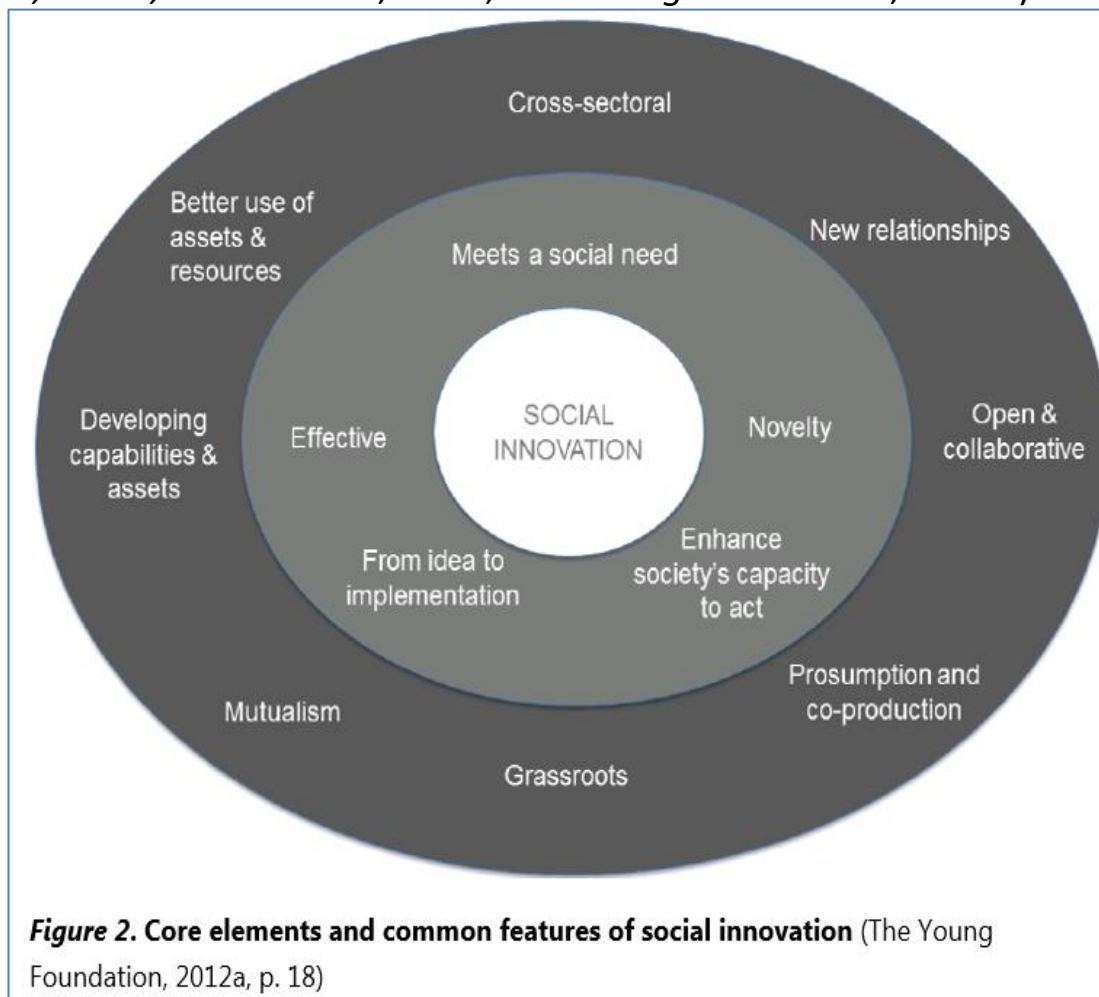 Cross-sectoral
Better use of
assets &
resources
New relationships
Meets a social need
Developing
capabilities &
assets
Effective
SOCIAL
INNOVATION
Novelty
Open &
collaborative
From idea to
implementation
Enhance
society's capacity
to act
Mutualism
Prosumption and
co-production
Grassroots
Figure 2. Core elements and common features of social innovation (The Young
Foundation, 2012a, p. 18)